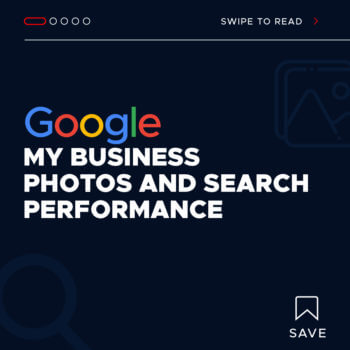 SWIPE TO READ
Google
MY BUSINESS
PHOTOS AND SEARCH
PERFORMANCE
SAVE